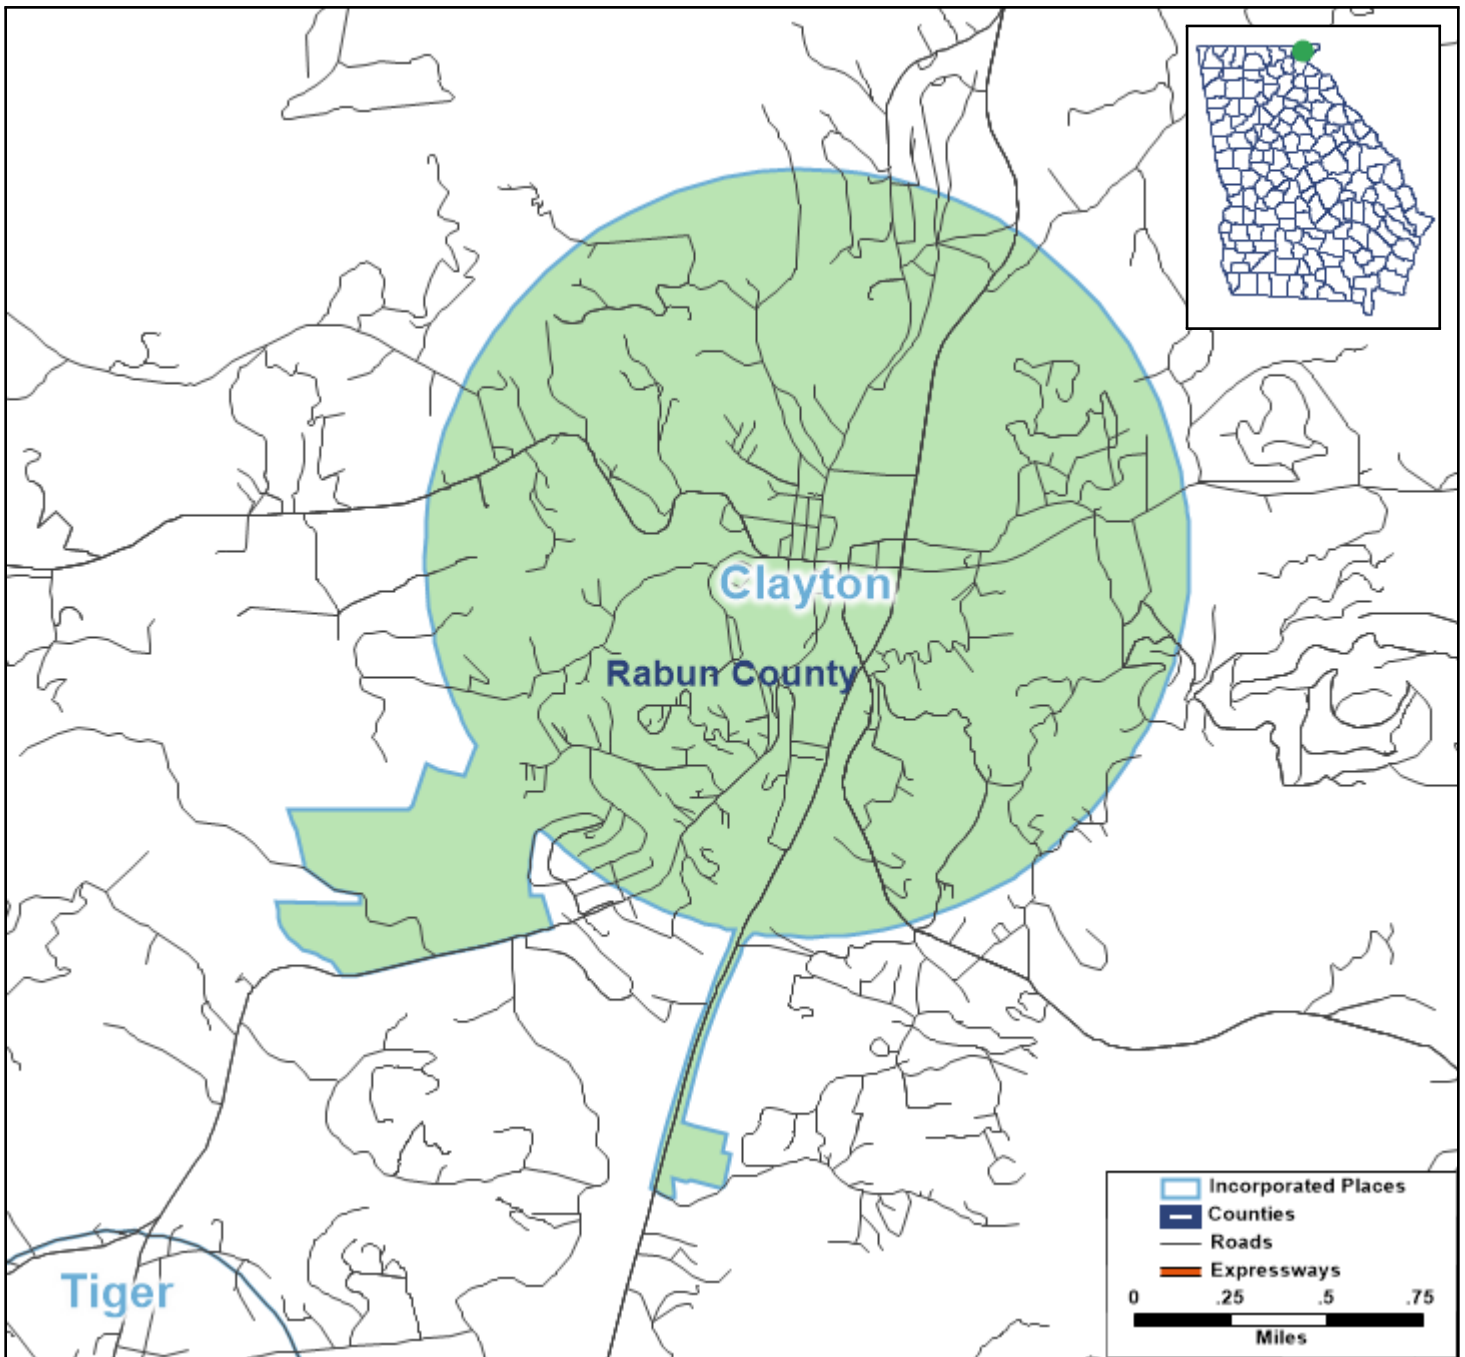 Clayton
Rabun County
Tiger
Incorporated Places
Counties
Roads
Expressways
0 .25 .5 .75
Miles